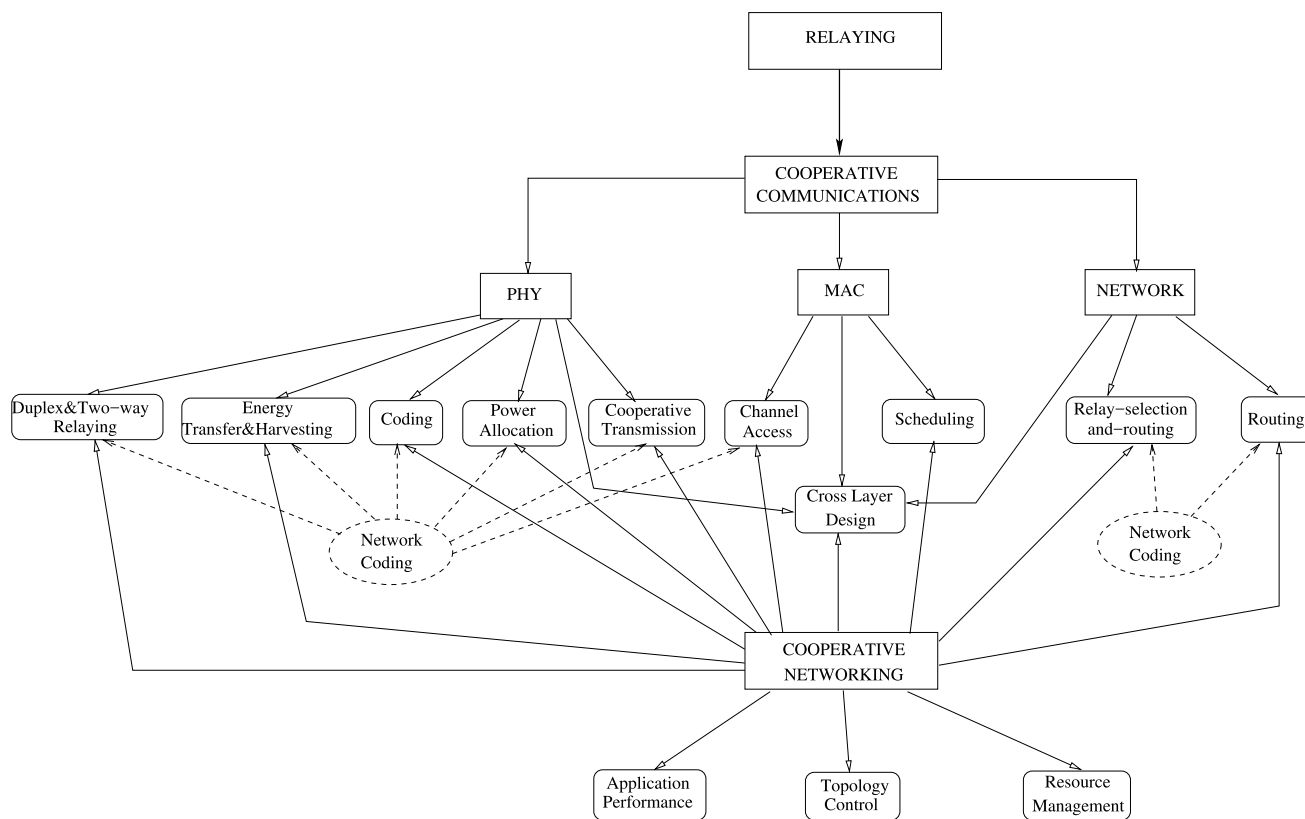 RELAYING
COOPERATIVE
COMMUNICATIONS
PHY
MAC
NETWORK
Duplex&Two−way
Relaying
Energy
Transfer&Harvesting
Coding
Power
Allocation
Cooperative
Transmission
Channel
Access
Scheduling
Relay−selection
and−routing
Routing
Cross Layer
Design
Network
Coding
Network
Coding
COOPERATIVE
NETWORKING
Application
Performance
Topology
Control
Resource
Management